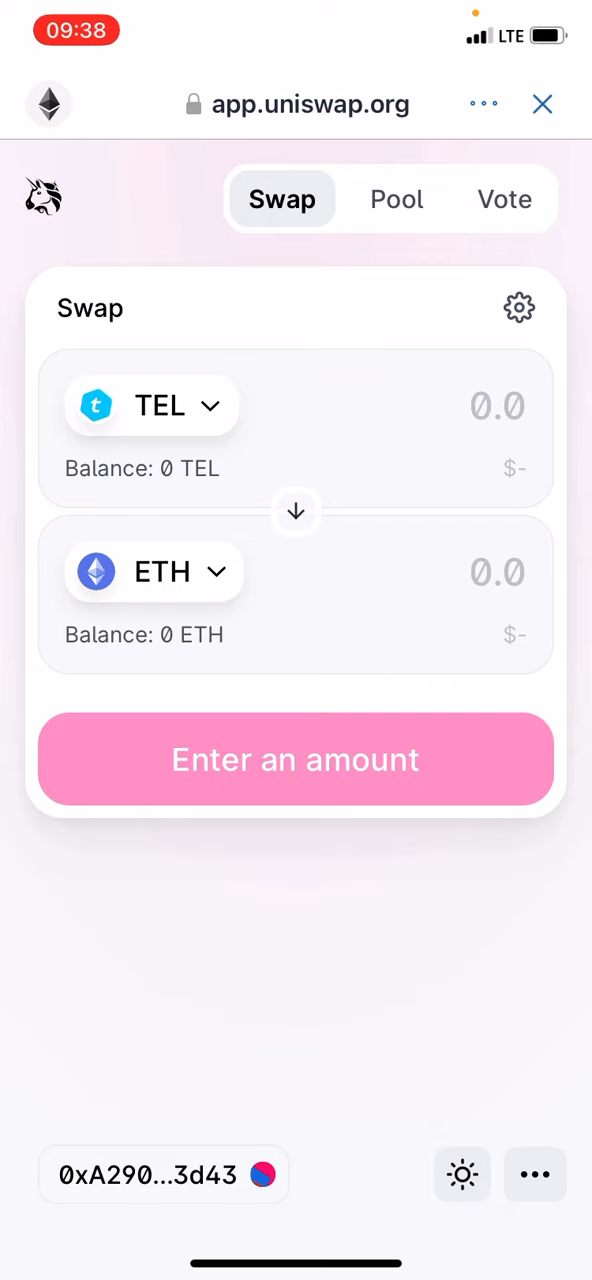 09:38
LTE
app.uniswap.org
Swap Pool Vote
Swap
TEL 0.0
Balance: 0 TEL $-
ETH 0.0
Balance: 0 ETH $-
Enter an amount
0xA290...3d43